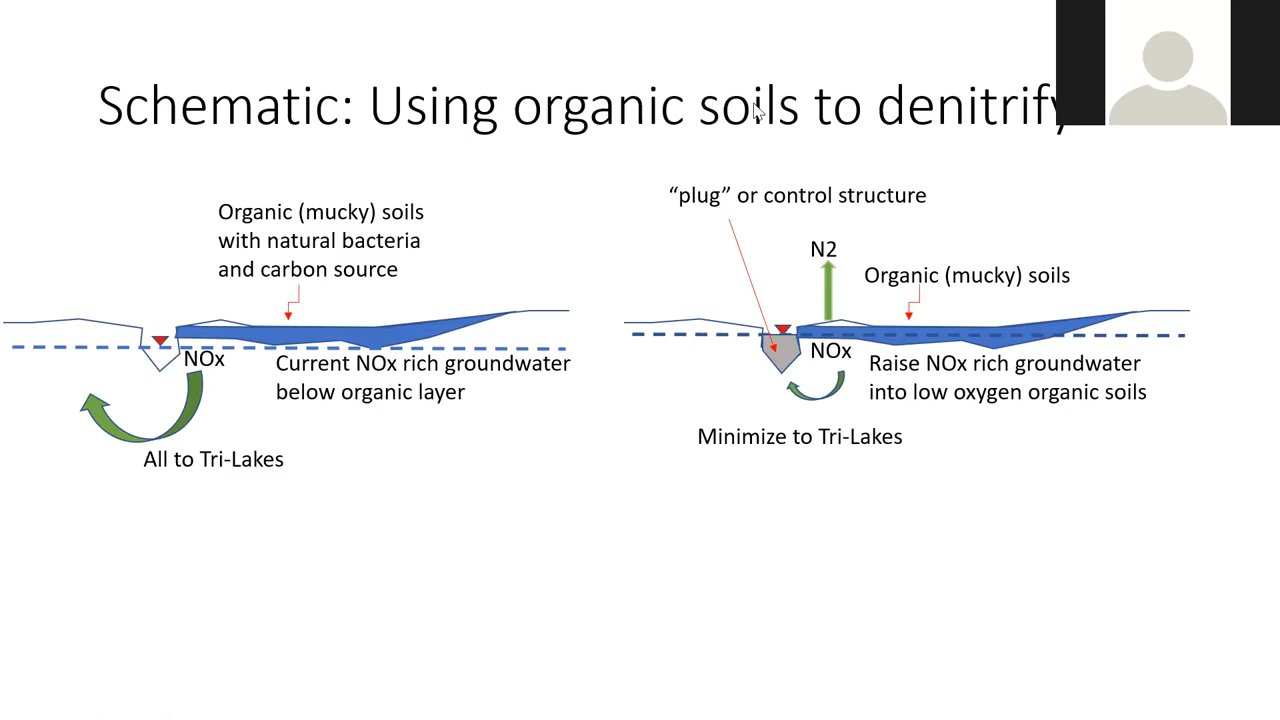 Schematic: Using organic soils to denitrify
Organic (mucky) soils
with natural bacteria
and carbon source
NOx
Current NOx rich groundwater
below organic layer
All to Tri-Lakes
“plug” or control structure
N2
Organic (mucky) soils
NOx
Raise NOx rich groundwater
into low oxygen organic soils
Minimize to Tri-Lakes